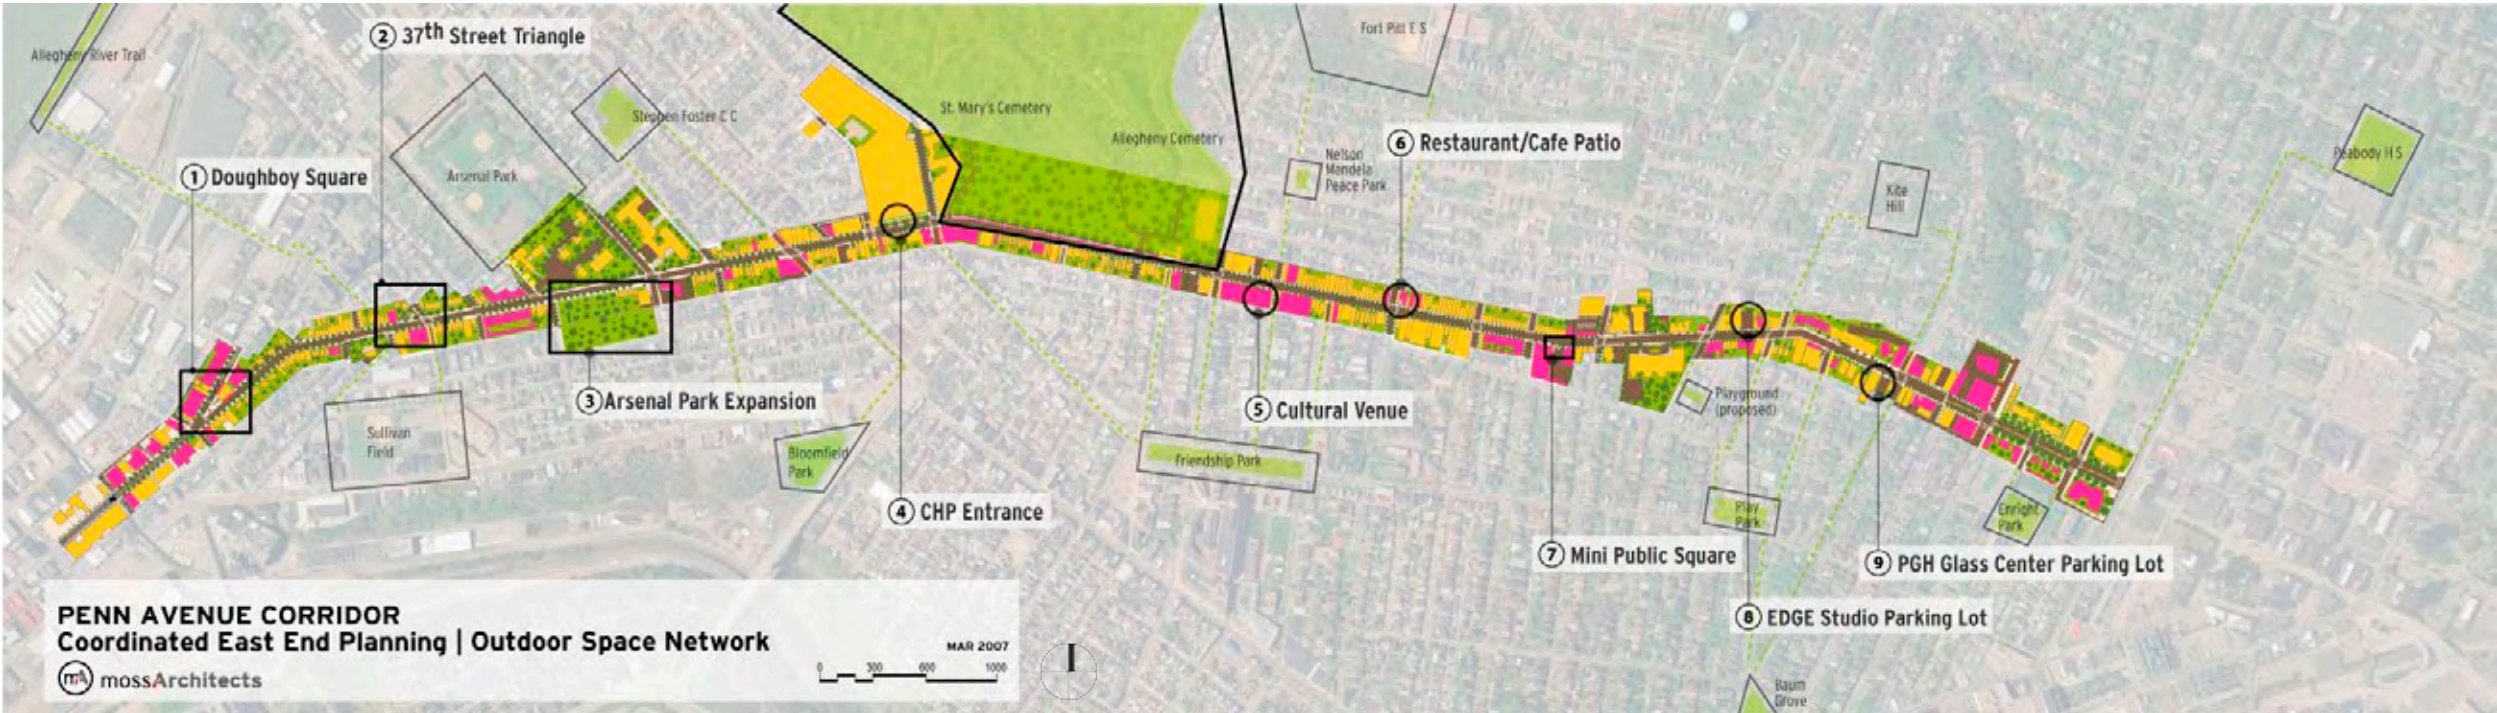 Allegheny River Trail
② 37th Street Triangle
Fort Pitt E S
St. Mary's Cemetery
Stephen Foster C C
Allegheny Cemetery
⑥ Restaurant/Cafe Patio
Nelson
Mandela
Peace Park
Peabody H S
① Doughboy Square
Arsenal Park
Kite
Hill
③ Arsenal Park Expansion
⑤ Cultural Venue
Playground
(proposed)
Sullivan
Field
Bloomfield
Park
Friendship Park
④ CHP Entrance
Play
Park
Enright
Park
⑦ Mini Public Square
⑨ PGH Glass Center Parking Lot
⑧ EDGE Studio Parking Lot
PENN AVENUE CORRIDOR
Coordinated East End Planning | Outdoor Space Network
MAR 2007
mA mossArchitects
0 300 600 1000
Baum
Grove